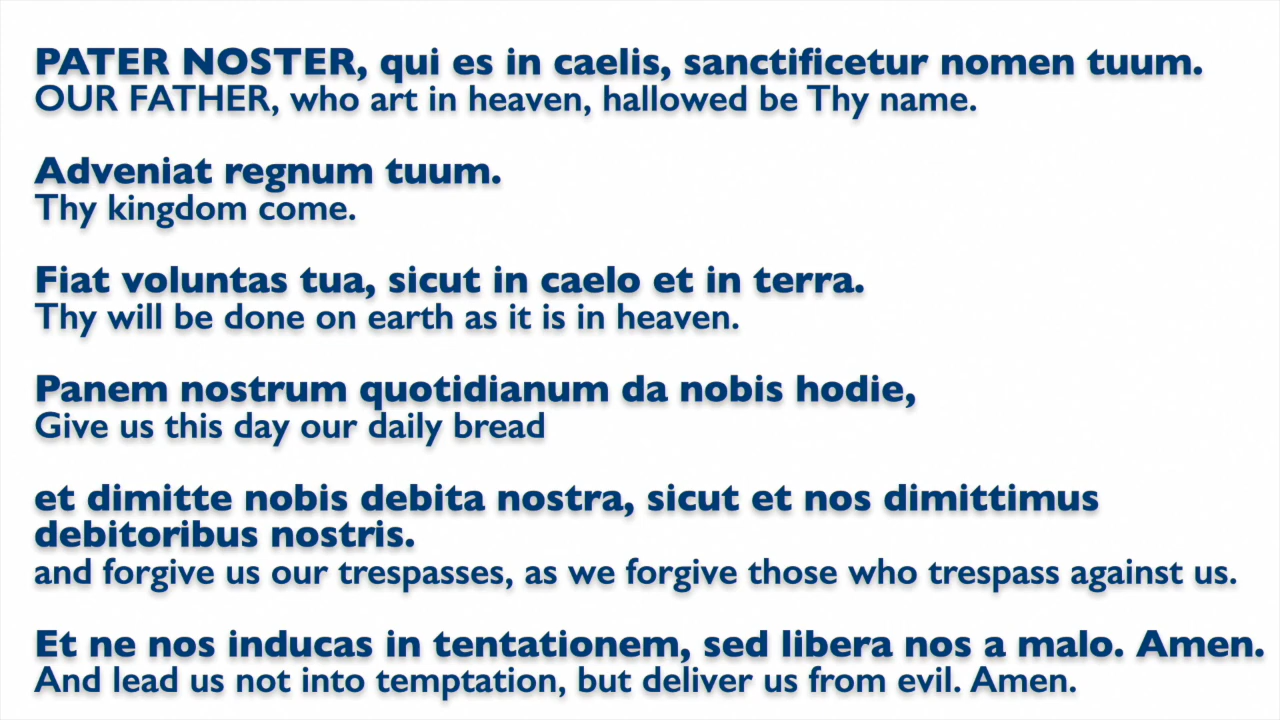 PATER NOSTER, qui es in caelis, sanctificetur nomen tuum.
OUR FATHER, who art in heaven, hallowed be Thy name.
Adveniat regnum tuum.
Thy kingdom come.
Fiat voluntas tua, sicut in caelo et in terra.
Thy will be done on earth as it is in heaven.
Panem nostrum quotidianum da nobis hodie,
Give us this day our daily bread
et dimitte nobis debita nostra, sicut et nos dimittimus
debitoribus nostris.
and forgive us our trespasses, as we forgive those who trespass against us.
Et ne nos inducas in tentationem, sed libera nos a malo. Amen.
And lead us not into temptation, but deliver us from evil. Amen.